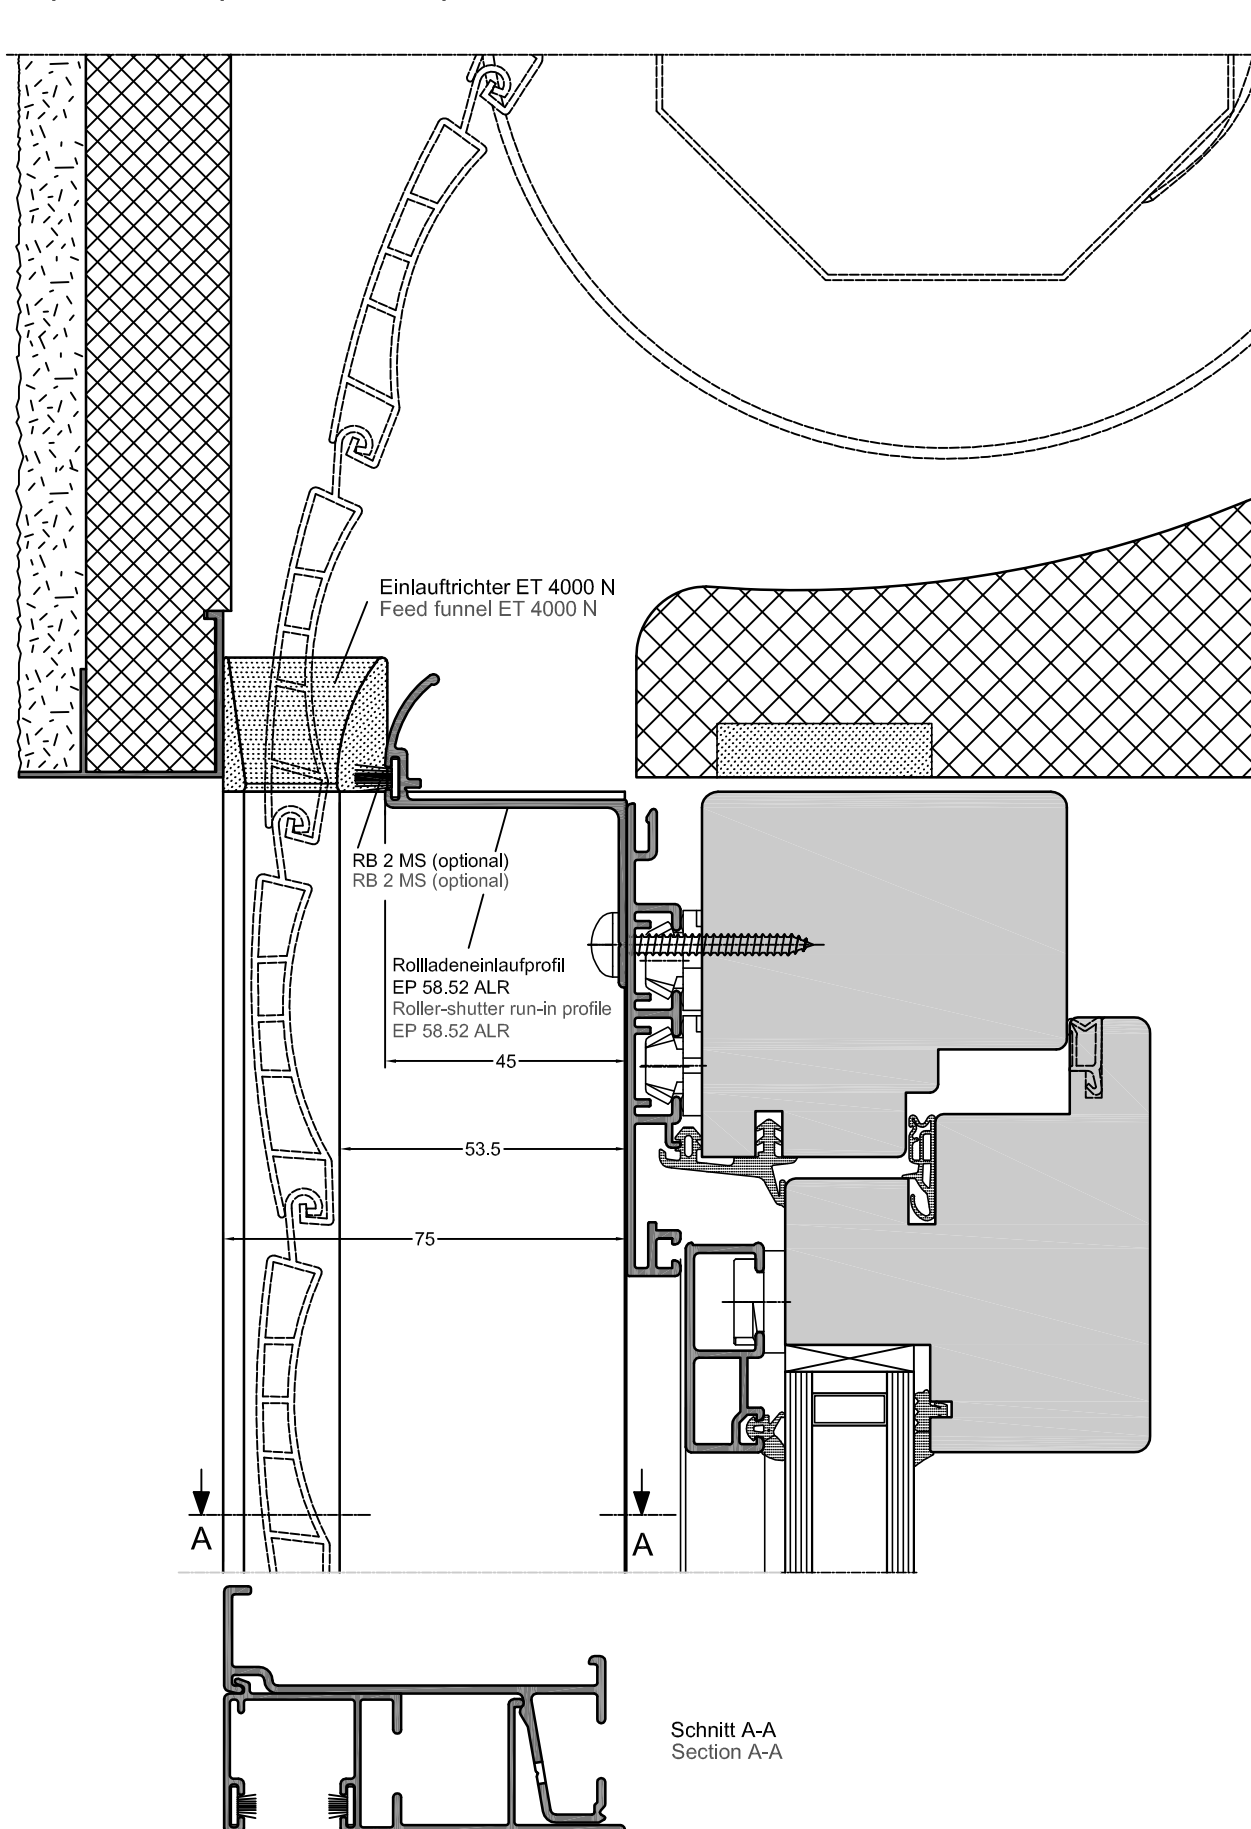 Einlauftrichter ET 4000 N
Feed funnel ET 4000 N
RB 2 MS (optional)
RB 2 MS (optional)
Rollladeneinlaufprofil
EP 58.52 ALR
Roller-shutter run-in profile
EP 58.52 ALR
45
53.5
75
A
A
Schnitt A-A
Section A-A